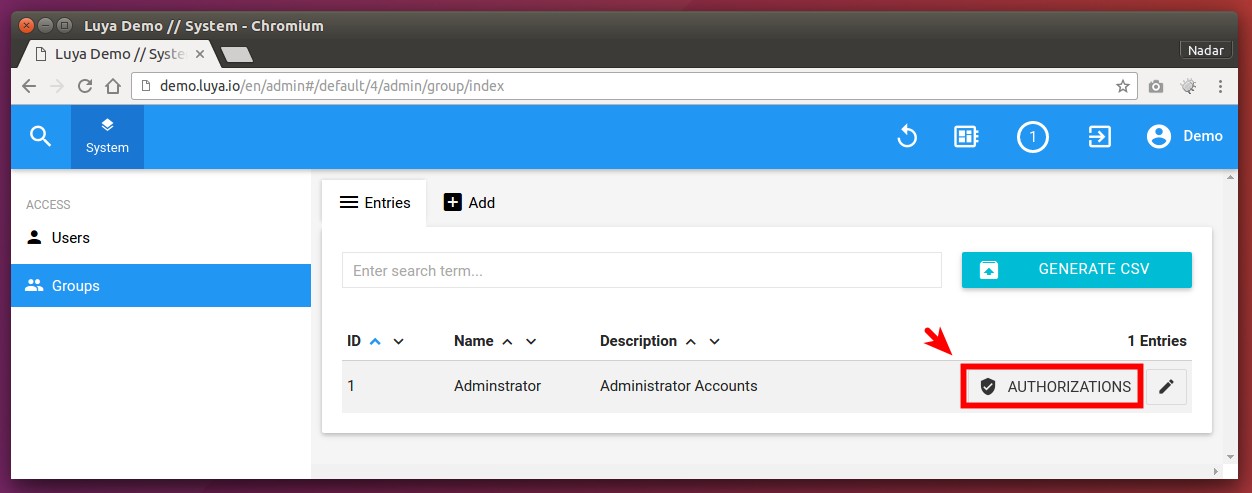 Luya Demo // System - Chromium
Luya Demo // Syste
Nadar
demo.luya.io/en/admin#/default/4/admin/group/index
System
1
Demo
ACCESS
Users
Groups
Entries
Add
Enter search term...
GENERATE CSV
ID Name Description 1 Entries
1 Adminstrator Administrator Accounts AUTHORIZATIONS